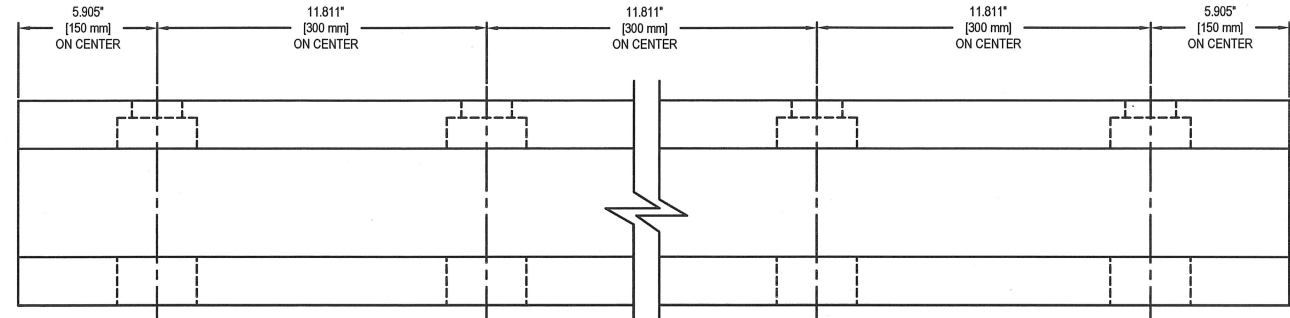 5.905"
[150 mm]
ON CENTER
11.811"
[300 mm]
ON CENTER
11.811"
[300 mm]
ON CENTER
11.811"
[300 mm]
ON CENTER
5.905"
[150 mm]
ON CENTER